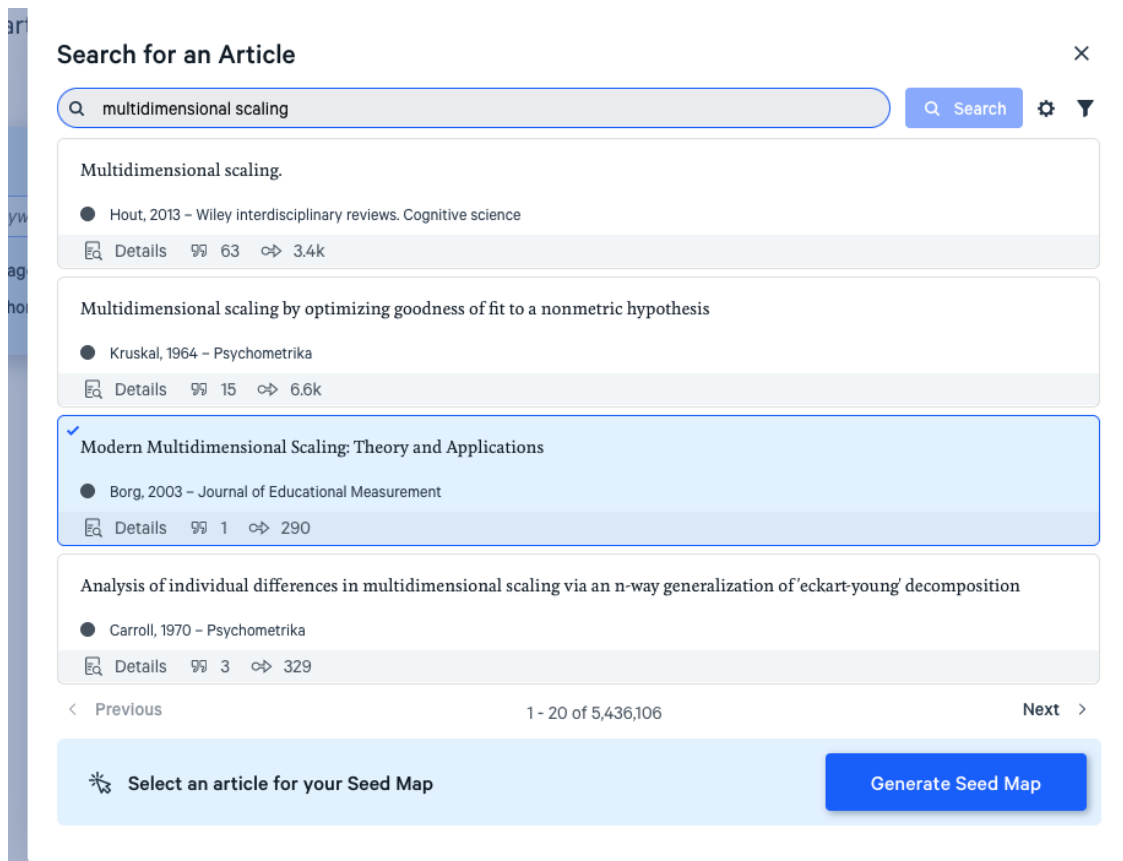 art
Search for an Article
multidimensional scaling
Search
Multidimensional scaling.
Hout, 2013 – Wiley interdisciplinary reviews. Cognitive science
Details 63 3.4k
Multidimensional scaling by optimizing goodness of fit to a nonmetric hypothesis
Kruskal, 1964 – Psychometrika
Details 15 6.6k
Modern Multidimensional Scaling: Theory and Applications
Borg, 2003 – Journal of Educational Measurement
Details 1 290
Analysis of individual differences in multidimensional scaling via an n-way generalization of 'eckart-young' decomposition
Carroll, 1970 – Psychometrika
Details 3 329
Previous 1 - 20 of 5,436,106 Next
Select an article for your Seed Map Generate Seed Map